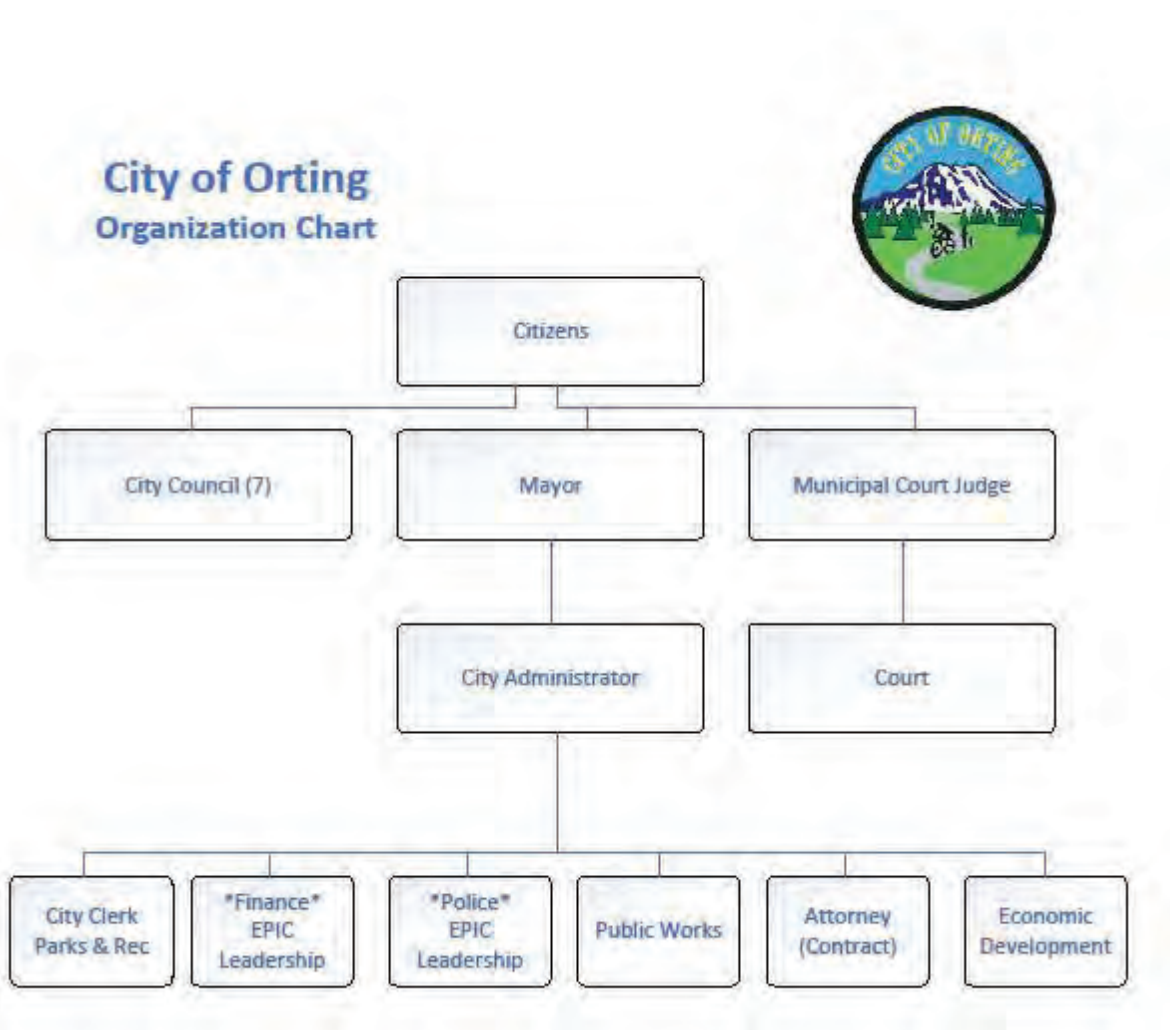 CITY OF ORTING
City of Orting
Organization Chart
Citizens
City Council (7)
Mayor
Municipal Court Judge
City Administrator
Court
City Clerk
Parks & Rec
*Finance*
EPIC
Leadership
*Police*
EPIC
Leadership
Public Works
Attorney
(Contract)
Economic
Development